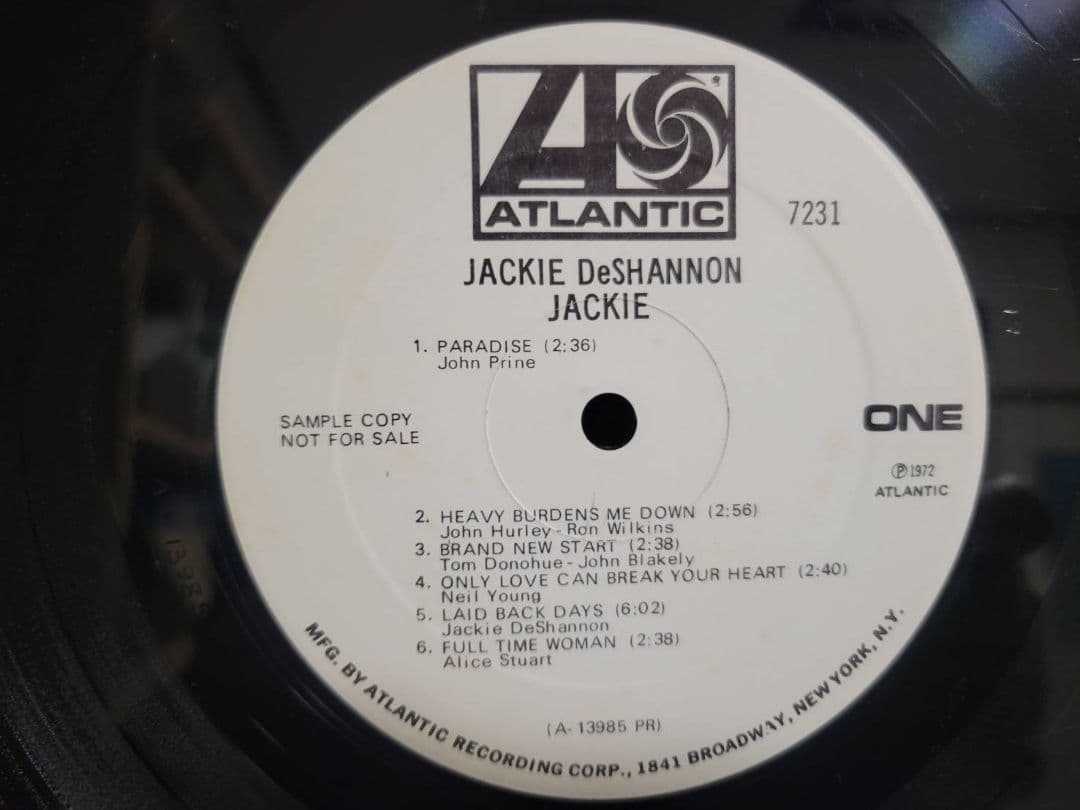 ATLANTIC
7231
JACKIE DeSHANNON
JACKIE
1. PARADISE (2:36)
John Prine
SAMPLE COPY
NOT FOR SALE
ONE
Ⓟ 1972
ATLANTIC
2. HEAVY BURDENS ME DOWN (2:56)
John Hurley - Ron Wilkins
3. BRAND NEW START (2:38)
Tom Donohue - John Blakely
4. ONLY LOVE CAN BREAK YOUR HEART (2:40)
Neil Young
5. LAID BACK DAYS (6:02)
Jackie DeShannon
6. FULL TIME WOMAN (2:38)
Alice Stuart
(A-13985 PR)
MFG. BY ATLANTIC RECORDING CORP., 1841 BROADWAY, NEW YORK, N.Y.